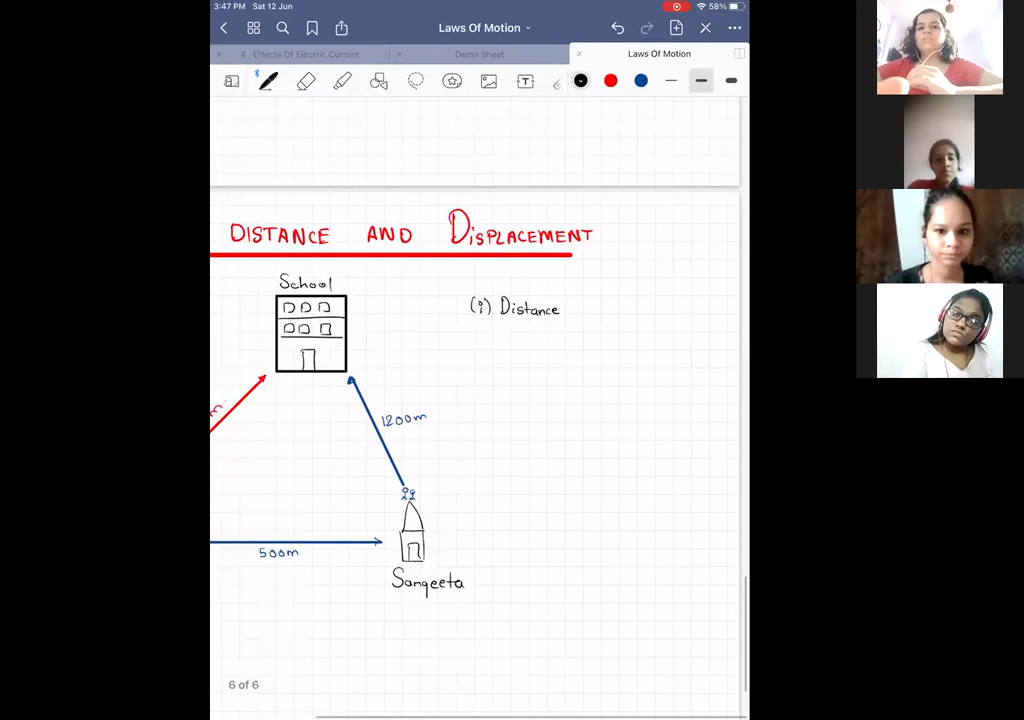 3:47 PM Sat 12 Jun
58%
Laws Of Motion
4. Effects Of Electric Current
Demo Sheet
Laws Of Motion
DISTANCE AND DISPLACEMENT
School
(i) Distance
1200m
500m
Sangeeta
6 of 6